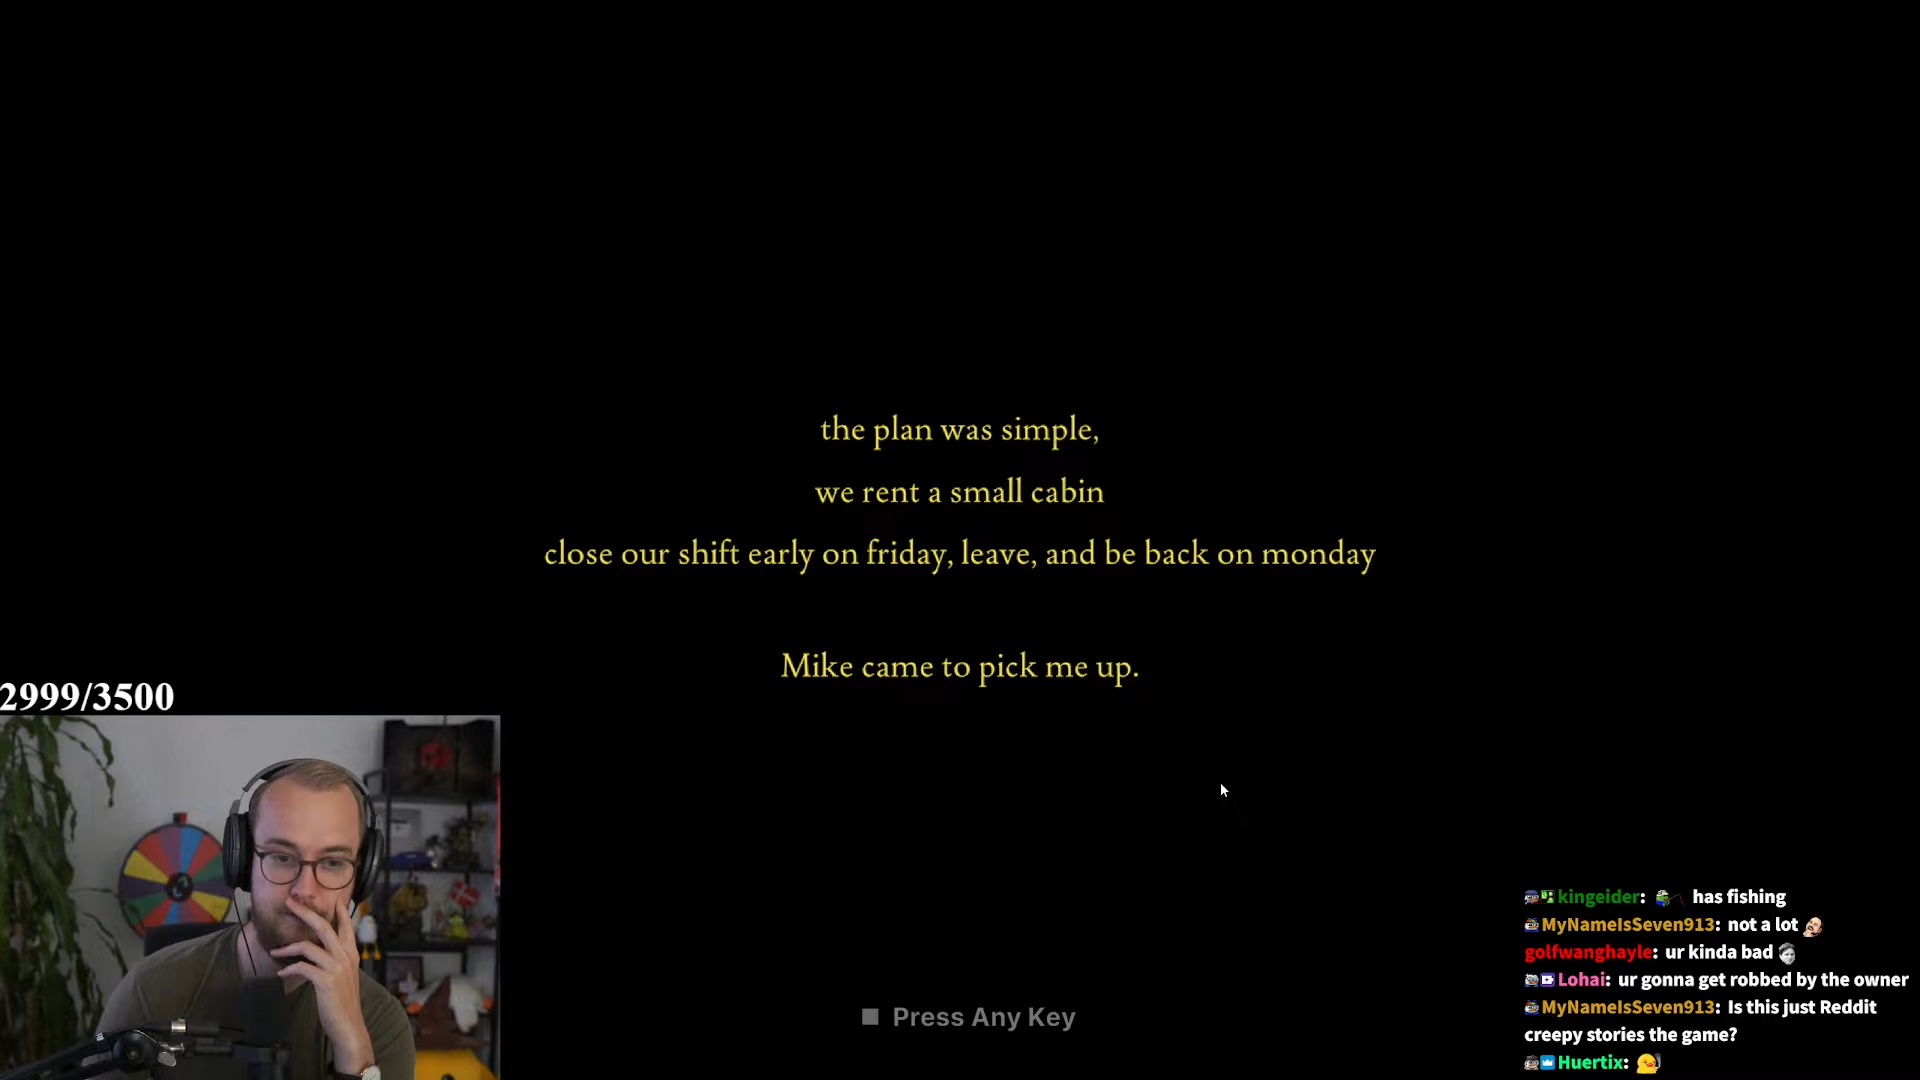 the plan was simple,
we rent a small cabin
close our shift early on friday, leave, and be back on monday
Mike came to pick me up.
2999/3500
Press Any Key
kingeider: has fishing
MyNameIsSeven913: not a lot
golfwanghayle: ur kinda bad
Lohai: ur gonna get robbed by the owner
MyNameIsSeven913: Is this just Reddit
creepy stories the game?
Huertix: